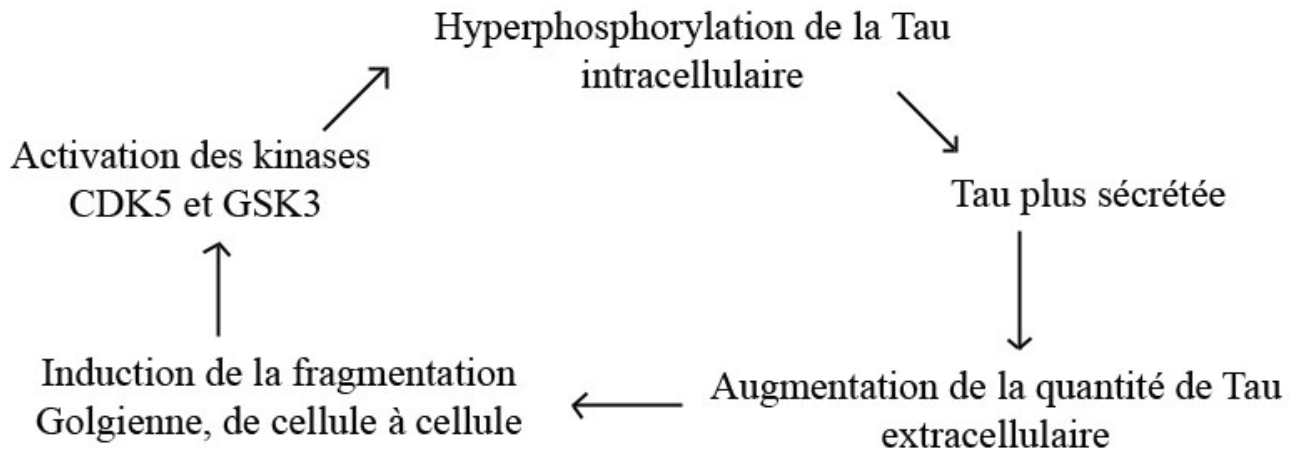 Hyperphosphorylation de la Tau
intracellulaire
Activation des kinases
CDK5 et GSK3
Tau plus sécrétée
Induction de la fragmentation
Golgienne, de cellule à cellule
Augmentation de la quantité de Tau
extracellulaire